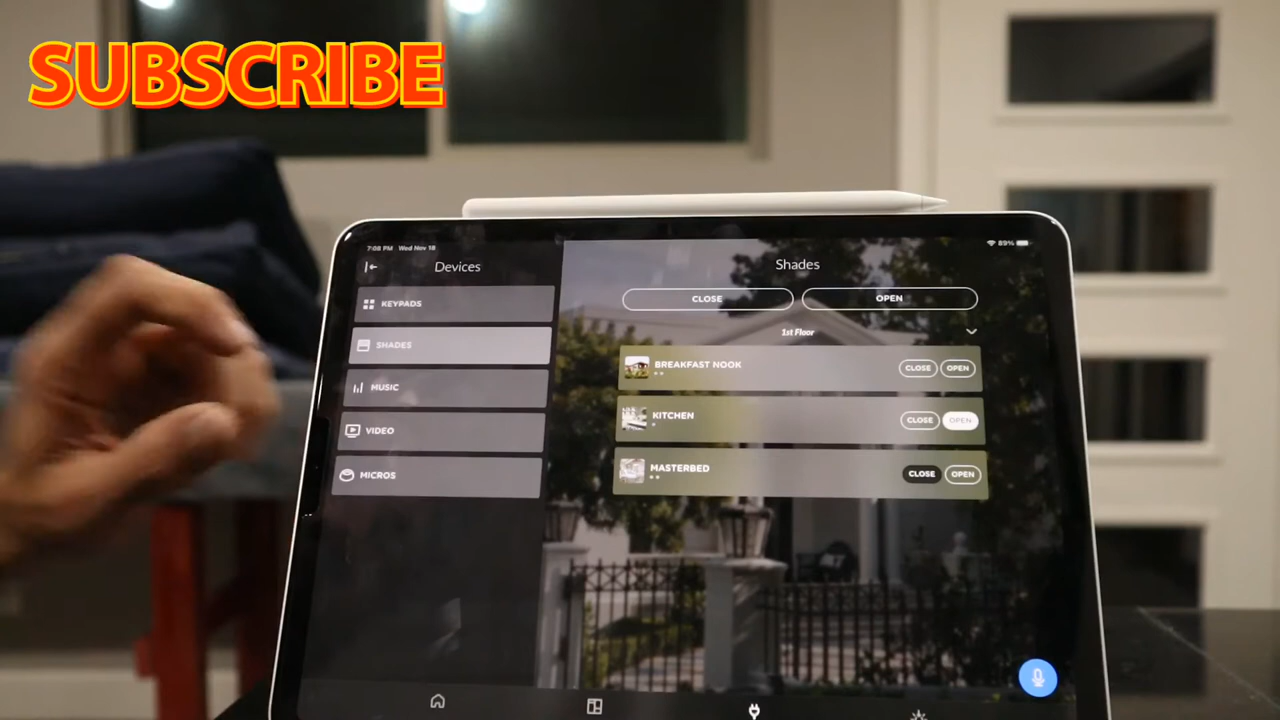 SUBSCRIBE
7:08 PM Wed Nov 18
89%
Devices
Shades
KEYPADS
SHADES
MUSIC
VIDEO
MICROS
CLOSE
OPEN
1st Floor
BREAKFAST NOOK
CLOSE
OPEN
KITCHEN
CLOSE
OPEN
MASTERBED
CLOSE
OPEN